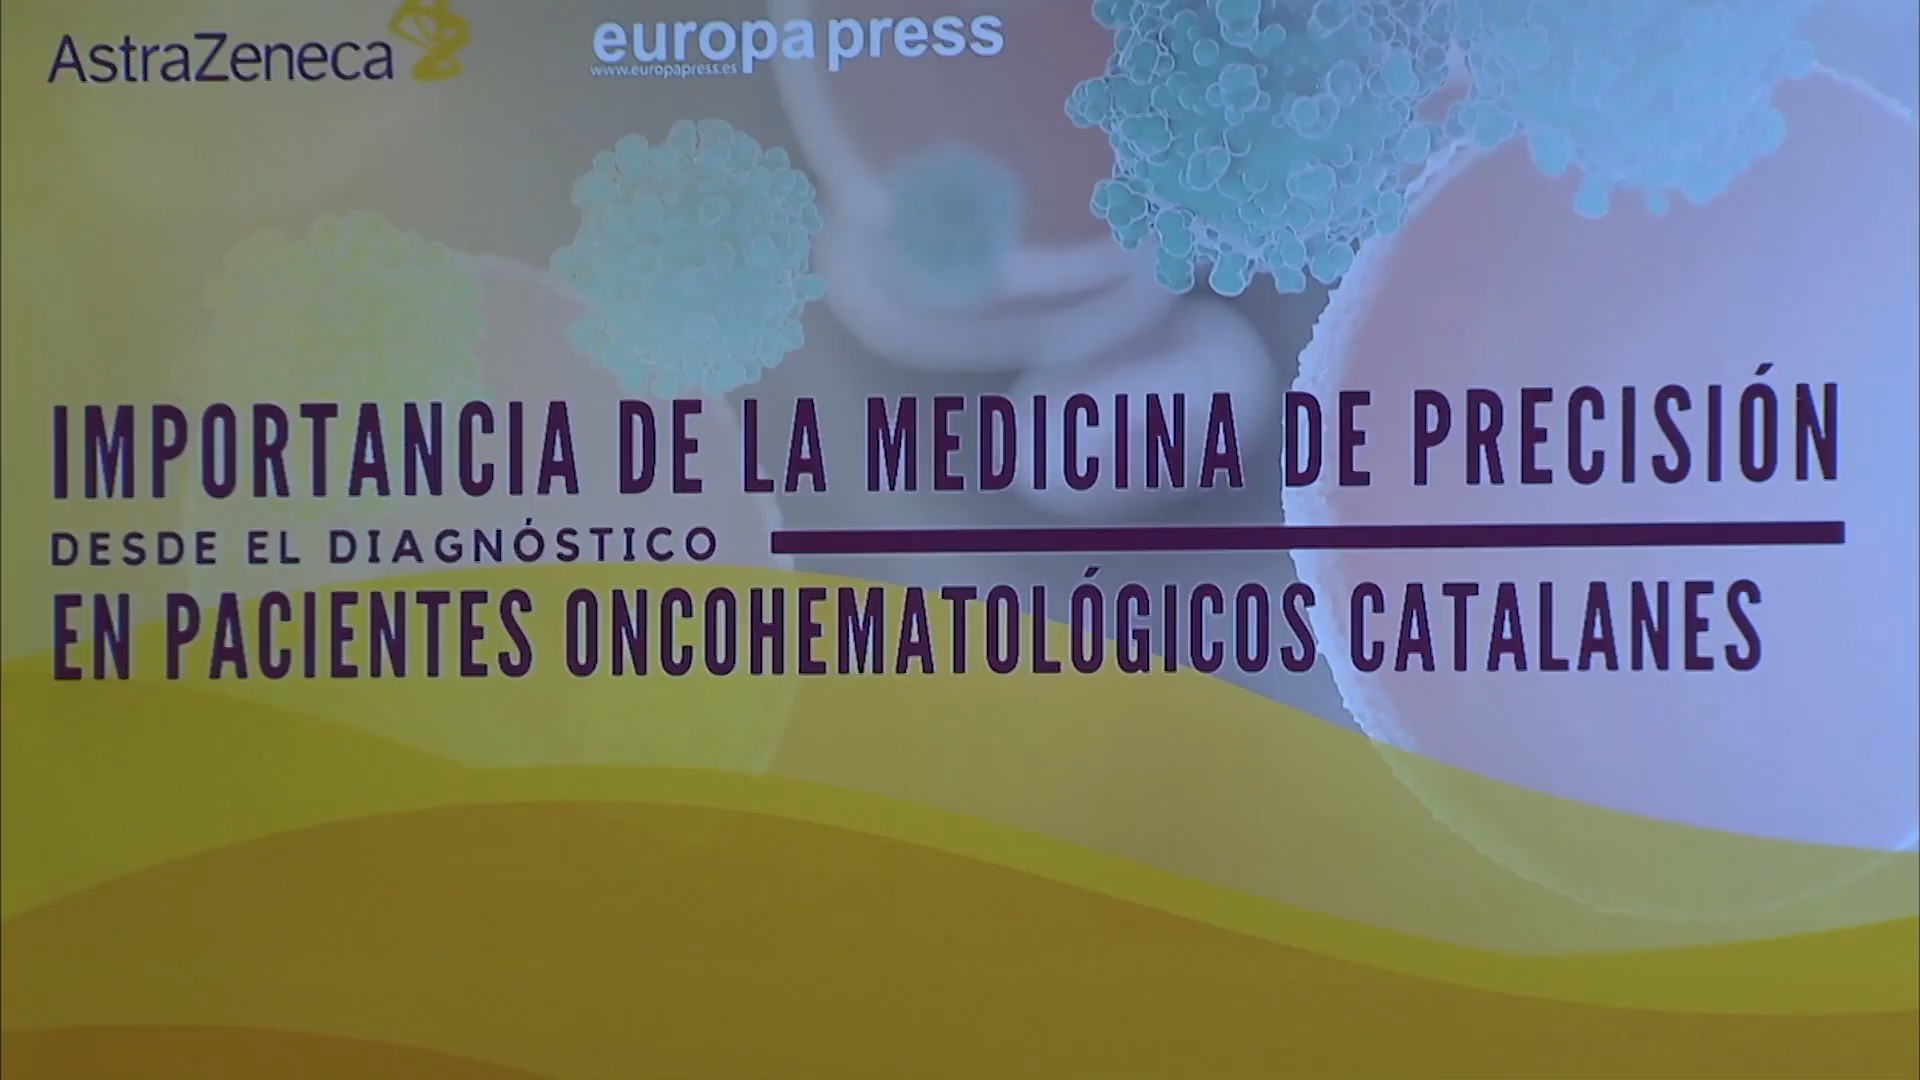 AstraZeneca
europa press
www.europapress.es
IMPORTANCIA DE LA MEDICINA DE PRECISIÓN
DESDE EL DIAGNÓSTICO
EN PACIENTES ONCOHEMATOLÓGICOS CATALANES